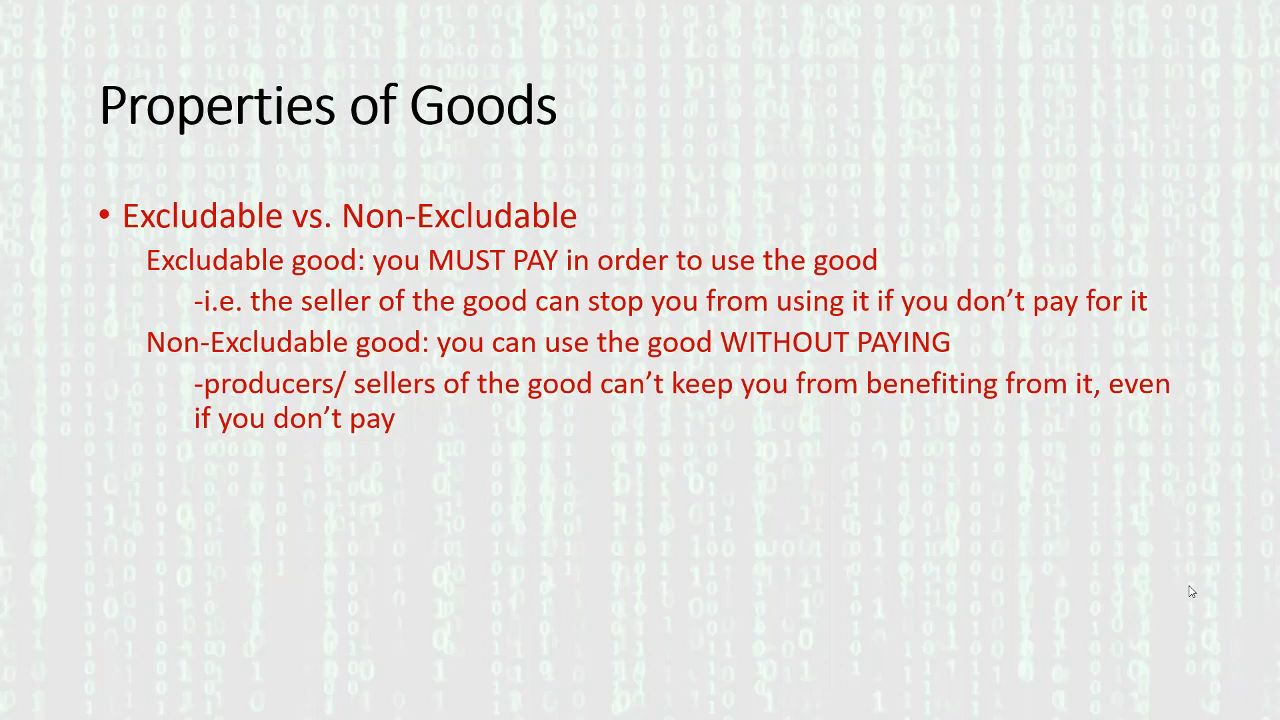 Properties of Goods
• Excludable vs. Non-Excludable
Excludable good: you MUST PAY in order to use the good
-i.e. the seller of the good can stop you from using it if you don’t pay for it
Non-Excludable good: you can use the good WITHOUT PAYING
-producers/ sellers of the good can’t keep you from benefiting from it, even
if you don’t pay